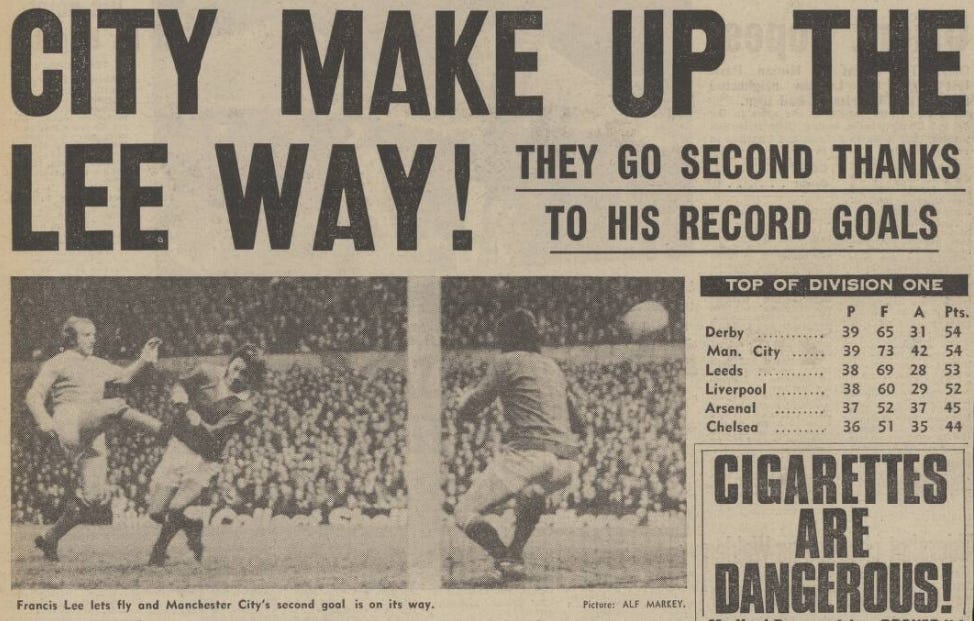 CITY MAKE UP THE
LEE WAY!
THEY GO SECOND THANKS
TO HIS RECORD GOALS
TOP OF DIVISION ONE
P F A Pts.
Derby ........... 39 65 31 54
Man. City ...... 39 73 42 54
Leeds ............ 38 69 28 53
Liverpool ........ 38 60 29 52
Arsenal ........ 37 52 37 45
Chelsea ......... 36 51 35 44
CIGARETTES
ARE
DANGEROUS!
Francis Lee lets fly and Manchester City's second goal is on its way.
Picture: ALF MARKEY.